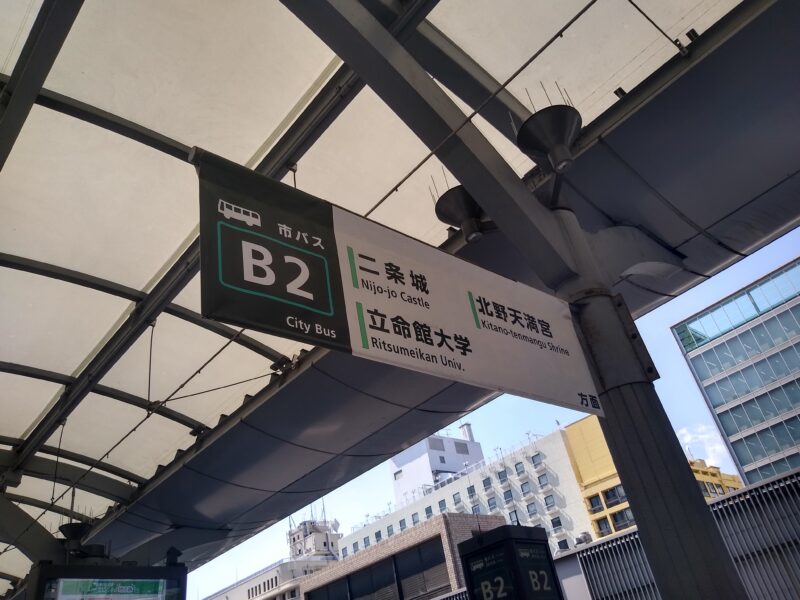 市バス
B2
City Bus
二条城
Nijo-jo Castle
立命館大学
Ritsumeikan Univ.
北野天満宮
Kitano-tenmangu Shrine
方面
B2
B2